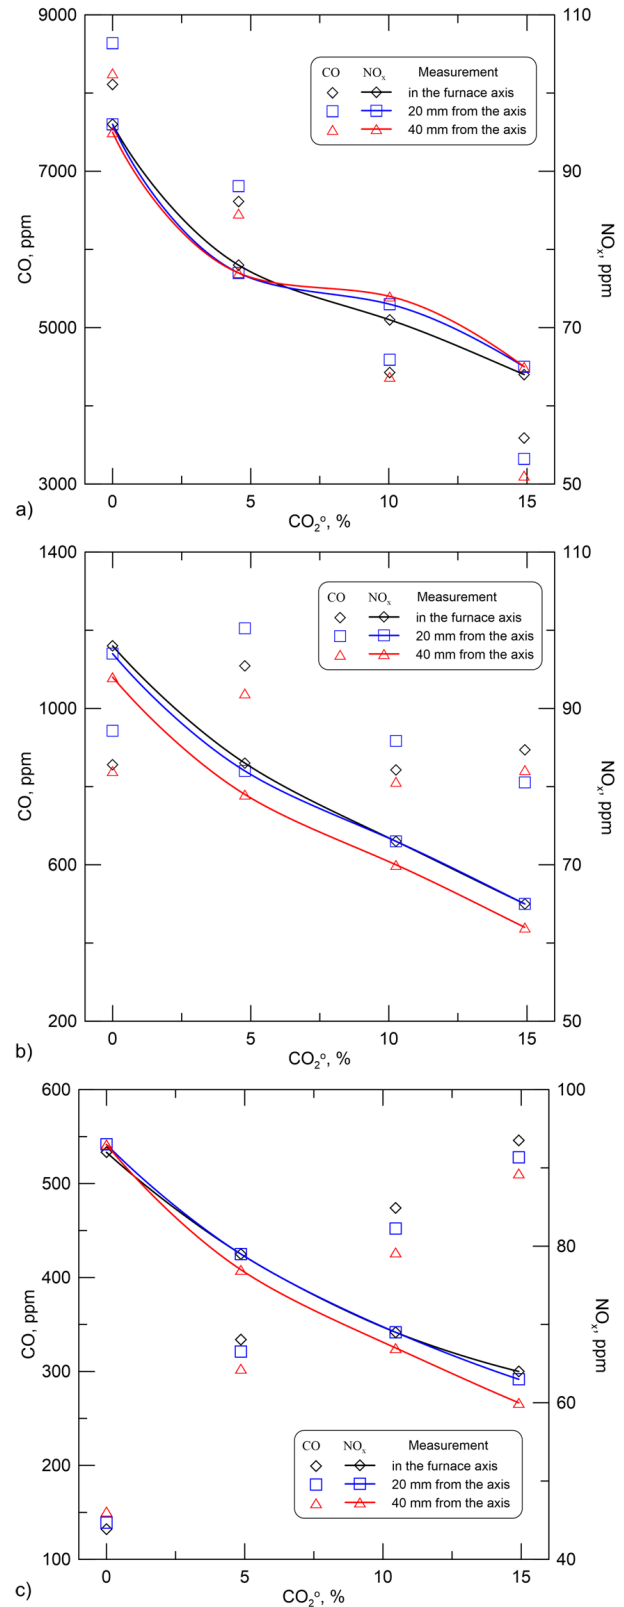 9000
7000
5000
3000
CO, ppm
110
90
70
50
NOₓ, ppm
CO NOₓ Measurement
in the furnace axis
20 mm from the axis
40 mm from the axis
0 5 10 15
CO₂º, %
a)
1400
1000
600
200
CO, ppm
110
90
70
50
NOₓ, ppm
CO NOₓ Measurement
in the furnace axis
20 mm from the axis
40 mm from the axis
0 5 10 15
CO₂º, %
b)
600
500
400
300
200
100
CO, ppm
100
80
60
40
NOₓ, ppm
CO NOₓ Measurement
in the furnace axis
20 mm from the axis
40 mm from the axis
0 5 10 15
CO₂º, %
c)